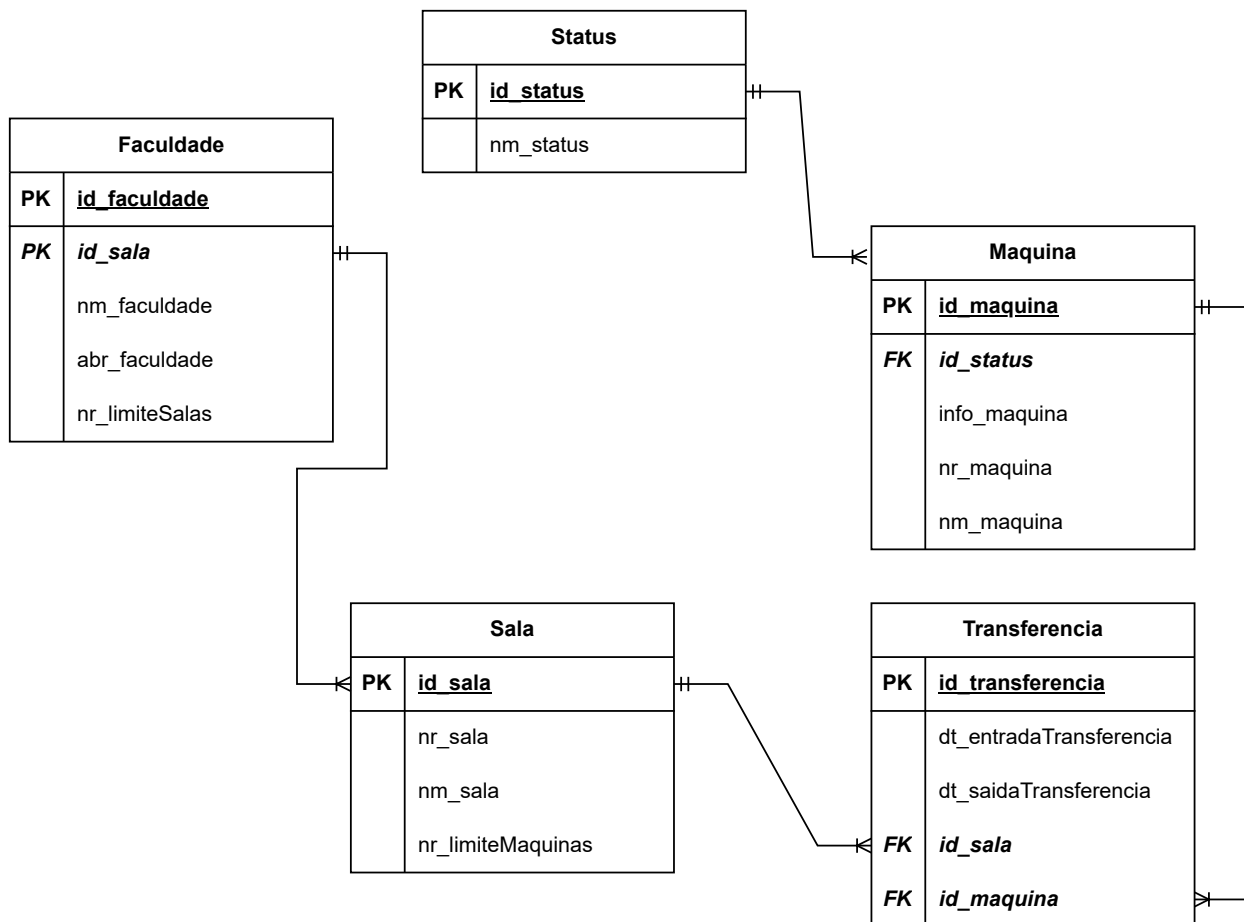 Status
PK id_status
nm_status
Faculdade
PK id_faculdade
PK id_sala
nm_faculdade
abr_faculdade
nr_limiteSalas
Maquina
PK id_maquina
FK id_status
info_maquina
nr_maquina
nm_maquina
Sala
PK id_sala
nr_sala
nm_sala
nr_limiteMaquinas
Transferencia
PK id_transferencia
dt_entradaTransferencia
dt_saidaTransferencia
FK id_sala
FK id_maquina